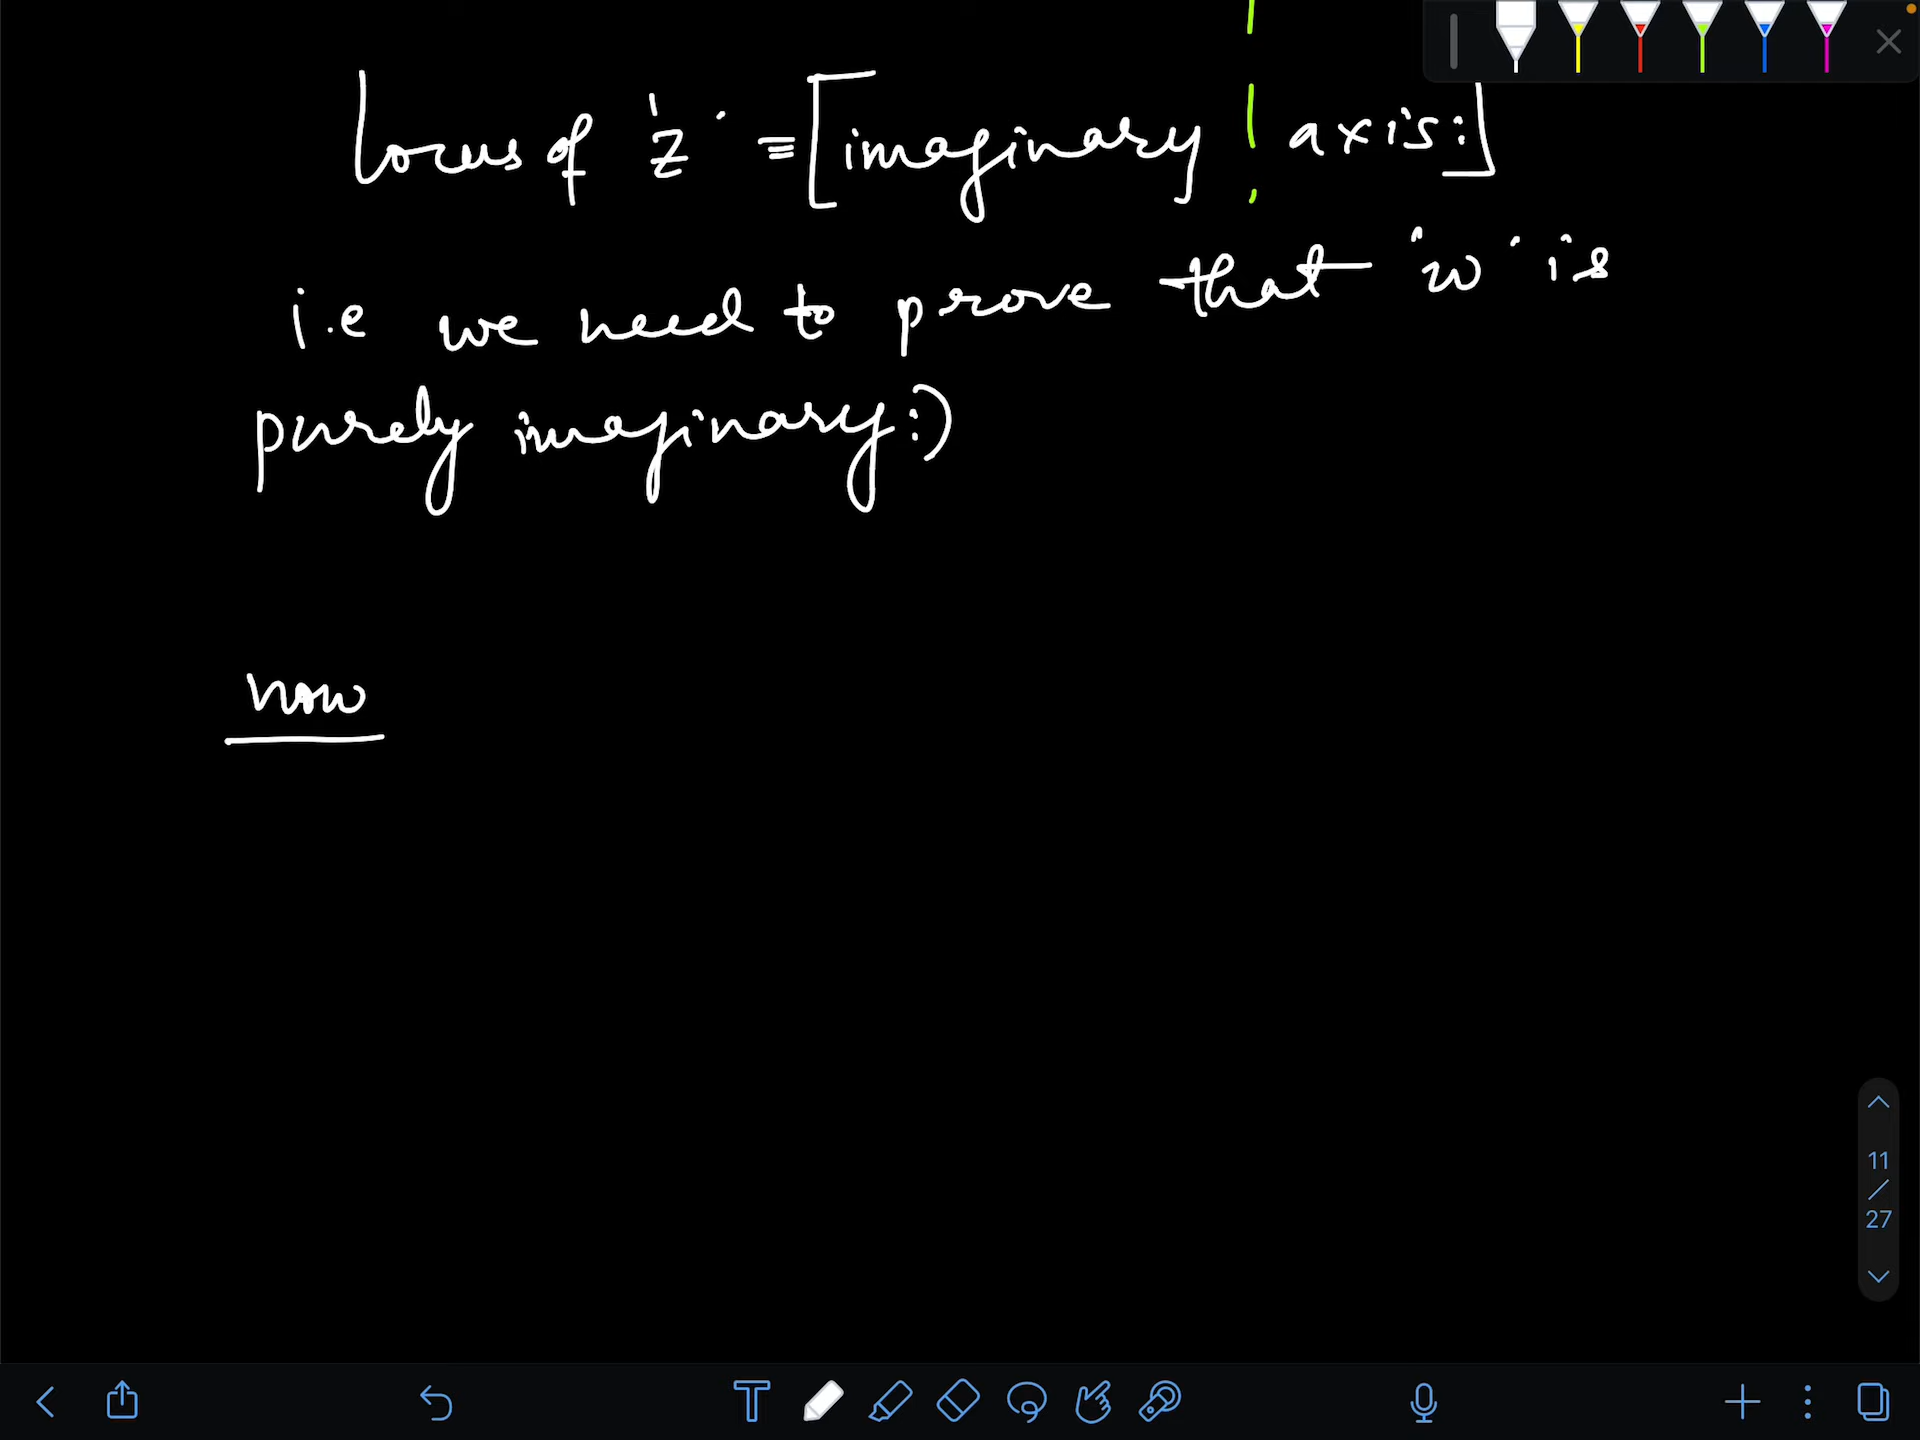 locus of 'z' ≡ [imaginary axis:]
i.e we need to prove that 'w' is
purely imaginary:)
now
11
/
27
T